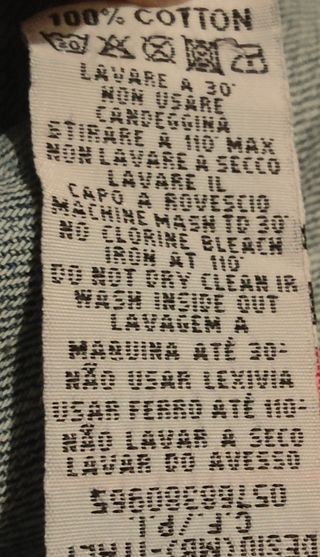 100% COTTON
30
LAVARE A 30°
NON USARE
CANDEGGINA
STIRARE A 110° MAX
NON LAVARE A SECCO
LAVARE IL
CAPO A ROVESCIO
MACHINE WASH TO 30°
NO CLORINE BLEACH
IRON AT 110°
DO NOT DRY CLEAN IR
WASH INSIDE OUT
LAVAGEM A
MAQUINA ATÉ 30°
NÃO USAR LEXIVIA
USAR FERRO ATÉ 110°
NÃO LAVAR A SECO
LAVAR DO AVESSO
C.F./P.I.